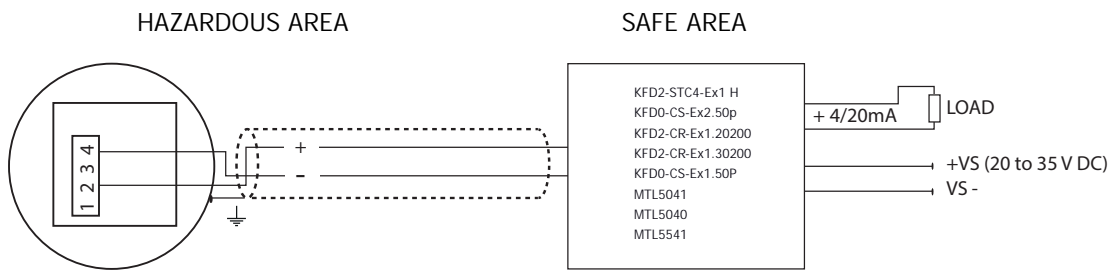 HAZARDOUS AREA
SAFE AREA
KFD2-STC4-Ex1 H
KFD0-CS-Ex2.50p
KFD2-CR-Ex1.20200
KFD2-CR-Ex1.30200
KFD0-CS-Ex1.50P
MTL5041
MTL5040
MTL5541
1 2 3 4
+
-
+ 4/20mA
LOAD
+VS (20 to 35 V DC)
VS -